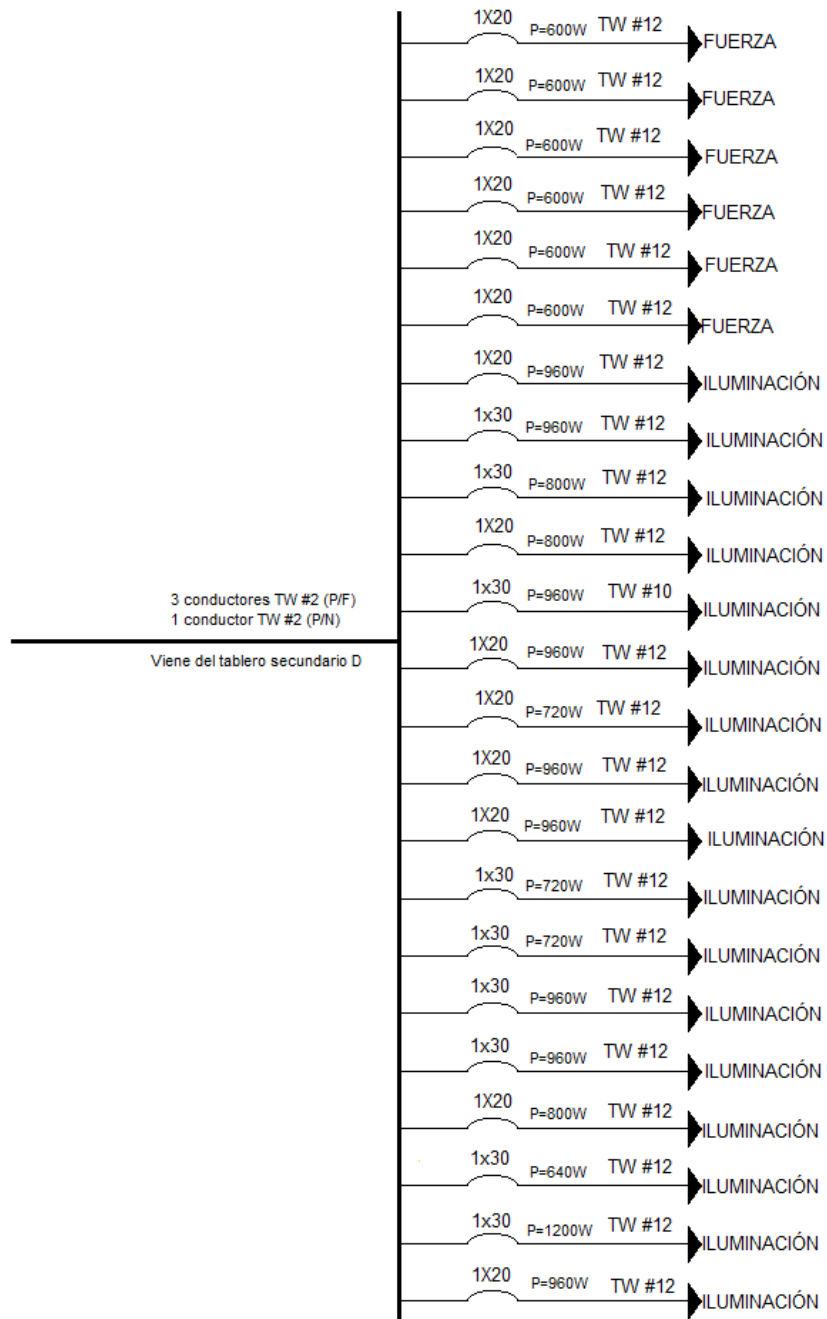 1X20 P=600W TW #12 FUERZA
1X20 P=600W TW #12 FUERZA
1X20 P=600W TW #12 FUERZA
1X20 P=600W TW #12 FUERZA
1X20 P=600W TW #12 FUERZA
1X20 P=600W TW #12 FUERZA
1X20 P=960W TW #12 ILUMINACIÓN
1x30 P=960W TW #12 ILUMINACIÓN
1x30 P=800W TW #12 ILUMINACIÓN
1X20 P=800W TW #12 ILUMINACIÓN
1x30 P=960W TW #10 ILUMINACIÓN
3 conductores TW #2 (P/F)
1 conductor TW #2 (P/N)
Viene del tablero secundario D
1X20 P=960W TW #12 ILUMINACIÓN
1X20 P=720W TW #12 ILUMINACIÓN
1X20 P=960W TW #12 ILUMINACIÓN
1X20 P=960W TW #12 ILUMINACIÓN
1x30 P=720W TW #12 ILUMINACIÓN
1x30 P=720W TW #12 ILUMINACIÓN
1x30 P=960W TW #12 ILUMINACIÓN
1x30 P=960W TW #12 ILUMINACIÓN
1X20 P=800W TW #12 ILUMINACIÓN
1x30 P=640W TW #12 ILUMINACIÓN
1x30 P=1200W TW #12 ILUMINACIÓN
1X20 P=960W TW #12 ILUMINACIÓN